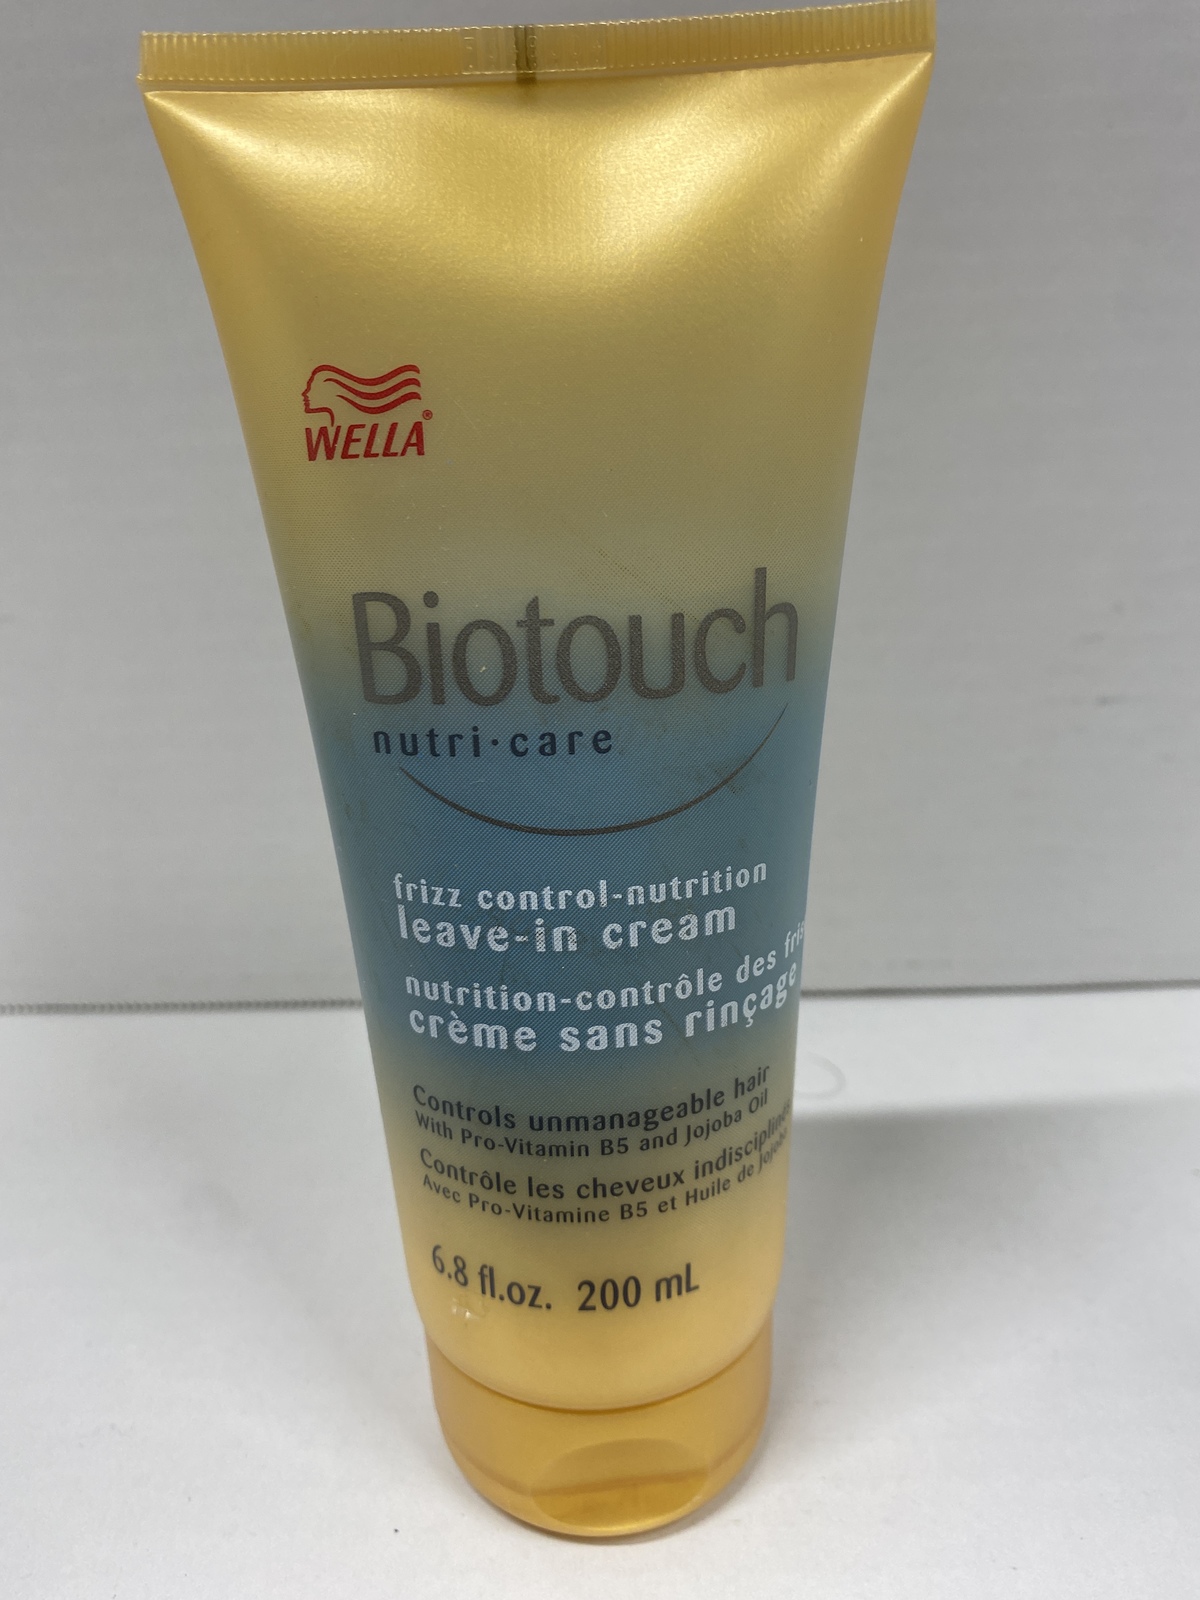 WELLA®
Biotouch
nutri·care
frizz control-nutrition
leave-in cream
nutrition-contrôle des
crème sans rinçage
Controls unmanageable hair
With Pro-Vitamin B5 and Jojoba Oil
Contrôle les cheveux indisciplinés
Avec Pro-Vitamine B5 et Huile de Jojoba
6.8 fl.oz. 200 mL